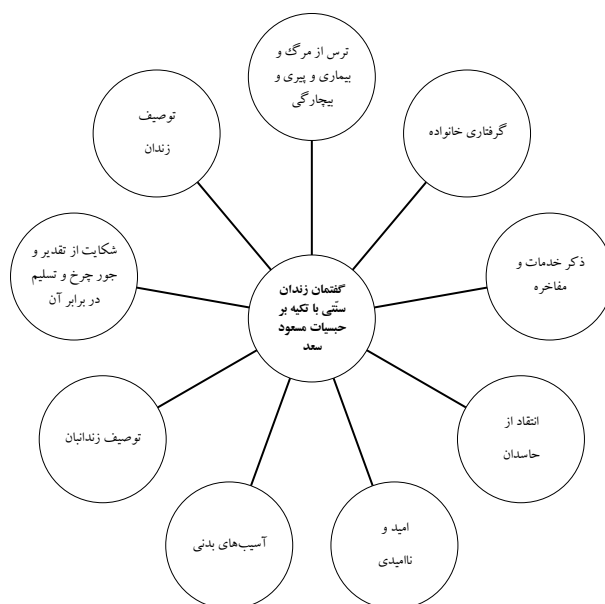 ترس از مرگ و
بیماری و پیری و
بیچارگی
گرفتاری خانواده
توصیف
زندان
شکایت از تقدیر و
جور چرخ و تسلیم
در برابر آن
ذکر خدمات و
مفاخره
گفتمان زندان
سنّتی با تکیه بر
حبسیات مسعود
سعد
انتقاد از
حاسدان
توصیف زندانبان
امید و
ناامیدی
آسیب‌های بدنی